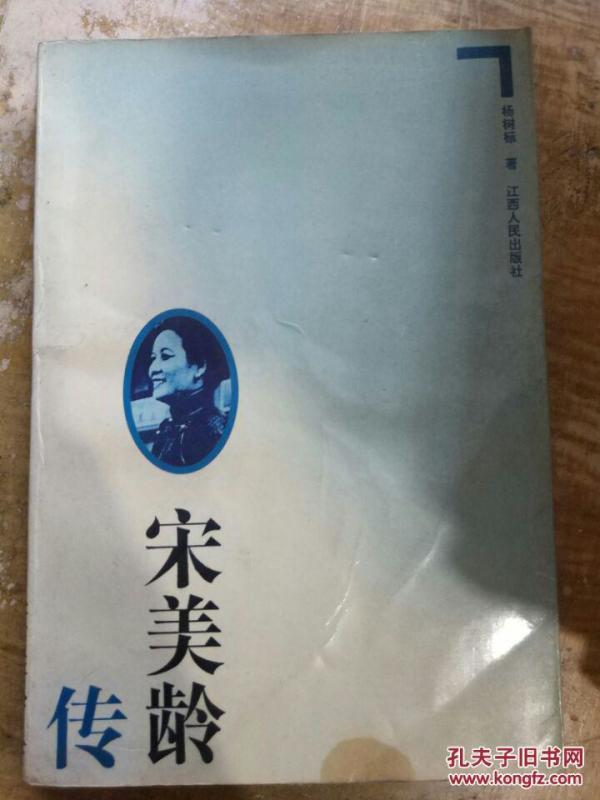 杨树标 著 江西人民出版社
宋美龄
传
孔夫子旧书网
www.kongfz.com